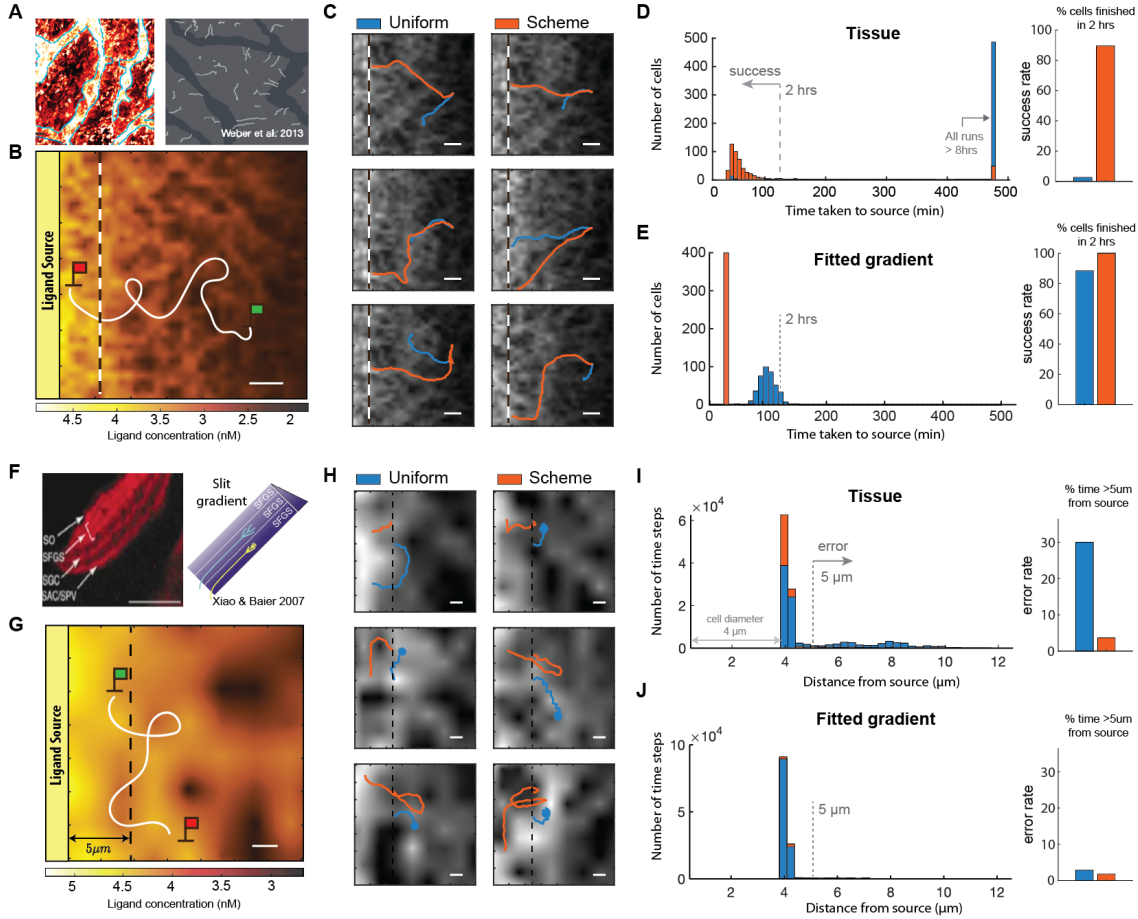 A
Weber et al. 2013
B
Ligand Source
4.5 4 3.5 3 2.5 2
Ligand concentration (nM)
C
Uniform Scheme
D
Tissue
500
400
300
200
100
0
Number of cells
success
2 hrs
All runs
> 8hrs
0 100 200 300 400 500
Time taken to source (min)
% cells finished
in 2 hrs
100
80
60
40
20
0
success rate
E
Fitted gradient
400
300
200
100
0
Number of cells
2 hrs
0 100 200 300 400 500
Time taken to source (min)
% cells finished
in 2 hrs
100
80
60
40
20
0
success rate
F
SO
SFGS
SGC
SAC/SPV
Slit
gradient
SFGS
SFGS
SFGS
Xiao & Baier 2007
G
Ligand Source
5μm
5 4.5 4 3.5 3
Ligand concentration (nM)
H
Uniform Scheme
I
Tissue
× 10⁴
6
4
2
0
Number of time steps
error
5 μm
cell diameter
4 μm
2 4 6 8 10 12
Distance from source (μm)
% time >5um
from source
30
20
10
0
error rate
J
Fitted gradient
× 10⁴
10
5
0
Number of time steps
5 μm
2 4 6 8 10 12
Distance from source (μm)
% time >5um
from source
30
20
10
0
error rate